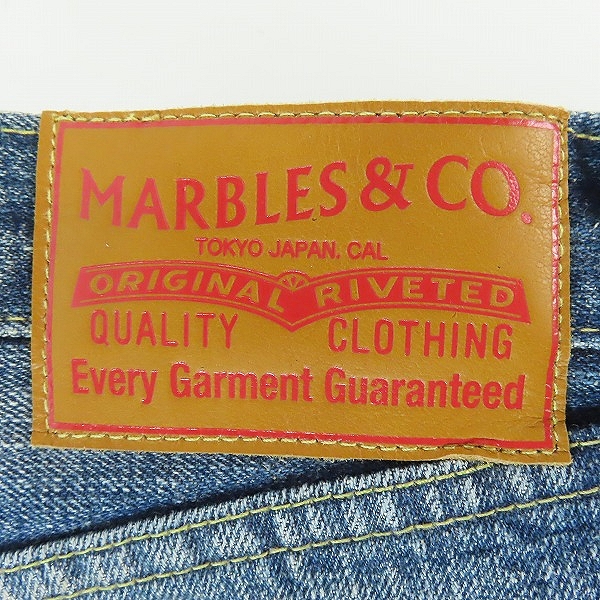 MARBLES & CO.
TOKYO JAPAN. CAL
ORIGINAL RIVETED
QUALITY CLOTHING
Every Garment Guaranteed